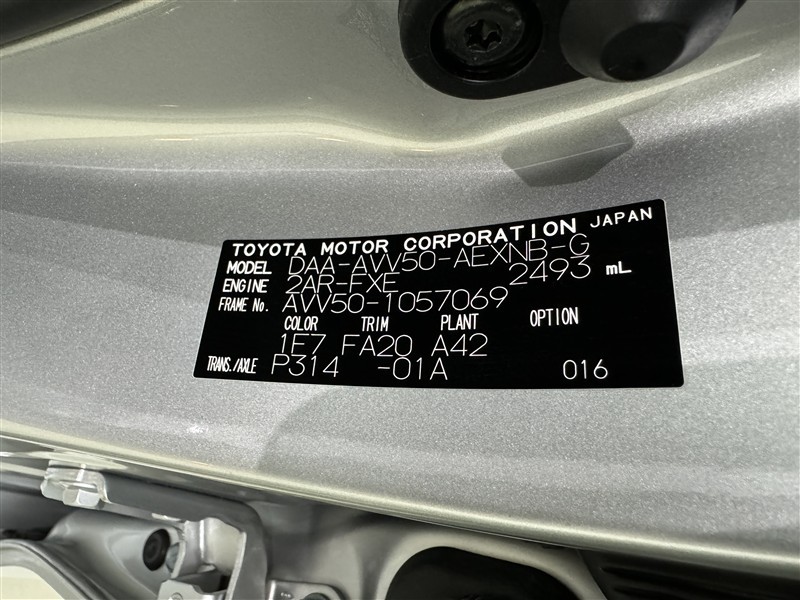 TOYOTA MOTOR CORPORATION JAPAN
MODEL DAA-AVV50-AEXNB-G
ENGINE 2AR-FXE 2493 mL
FRAME No. AVV50-1057069
COLOR TRIM PLANT OPTION
1E7 FA20 A42
TRANS./AXLE P314 -01A 016